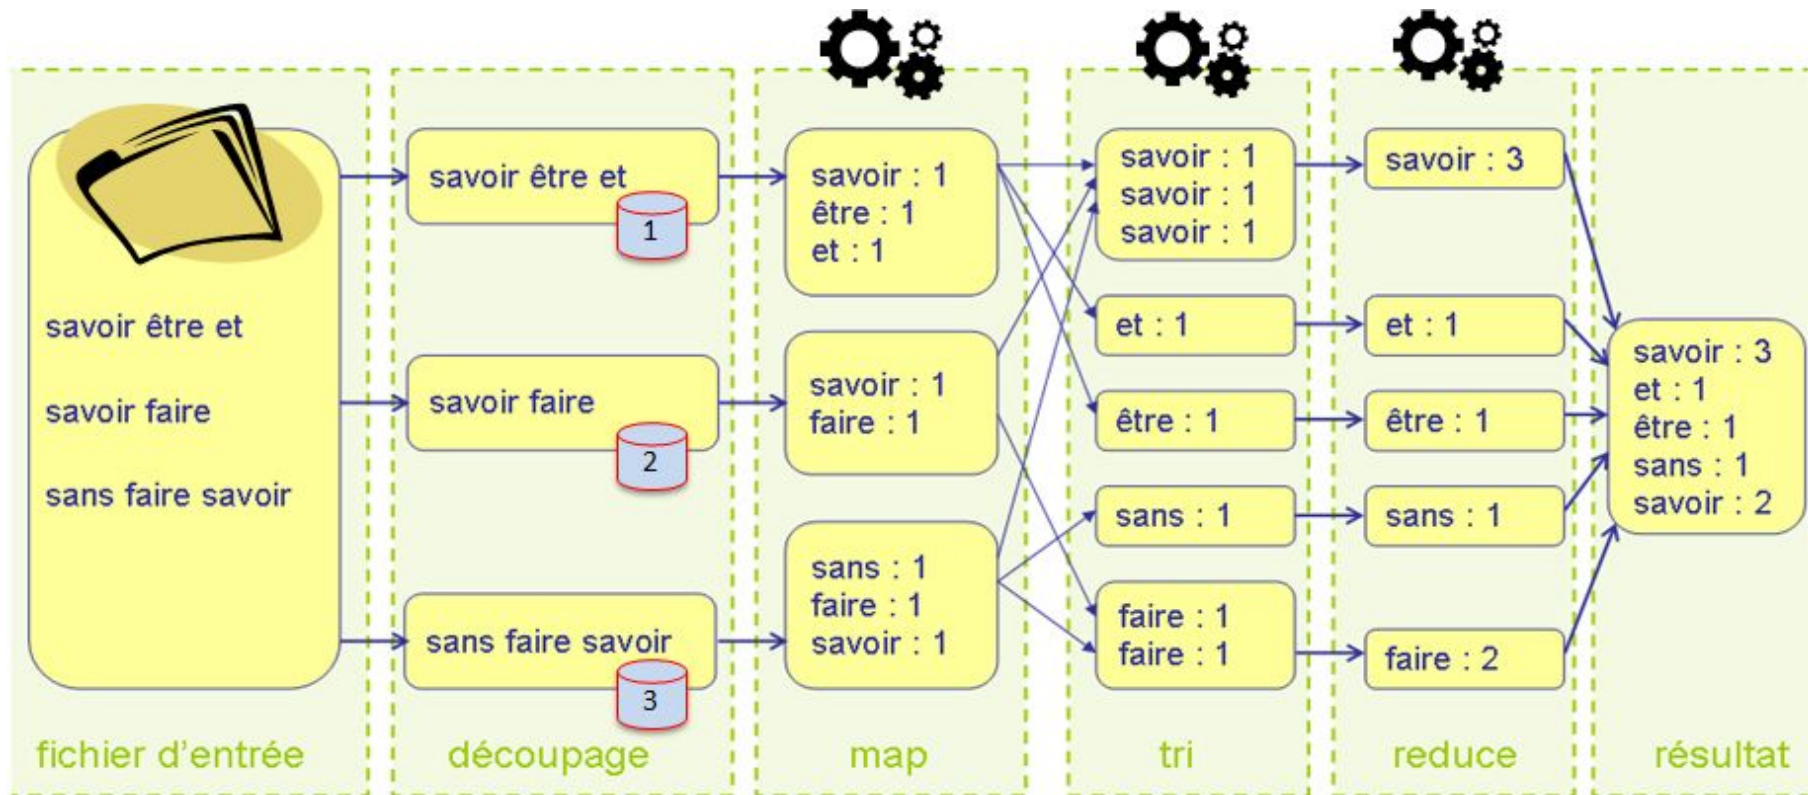 savoir être et
savoir faire
sans faire savoir
fichier d'entrée
savoir être et
1
savoir faire
2
sans faire savoir
3
découpage
savoir : 1
être : 1
et : 1
savoir : 1
faire : 1
sans : 1
faire : 1
savoir : 1
map
savoir : 1
savoir : 1
savoir : 1
et : 1
être : 1
sans : 1
faire : 1
faire : 1
tri
savoir : 3
et : 1
être : 1
sans : 1
faire : 2
reduce
savoir : 3
et : 1
être : 1
sans : 1
savoir : 2
résultat